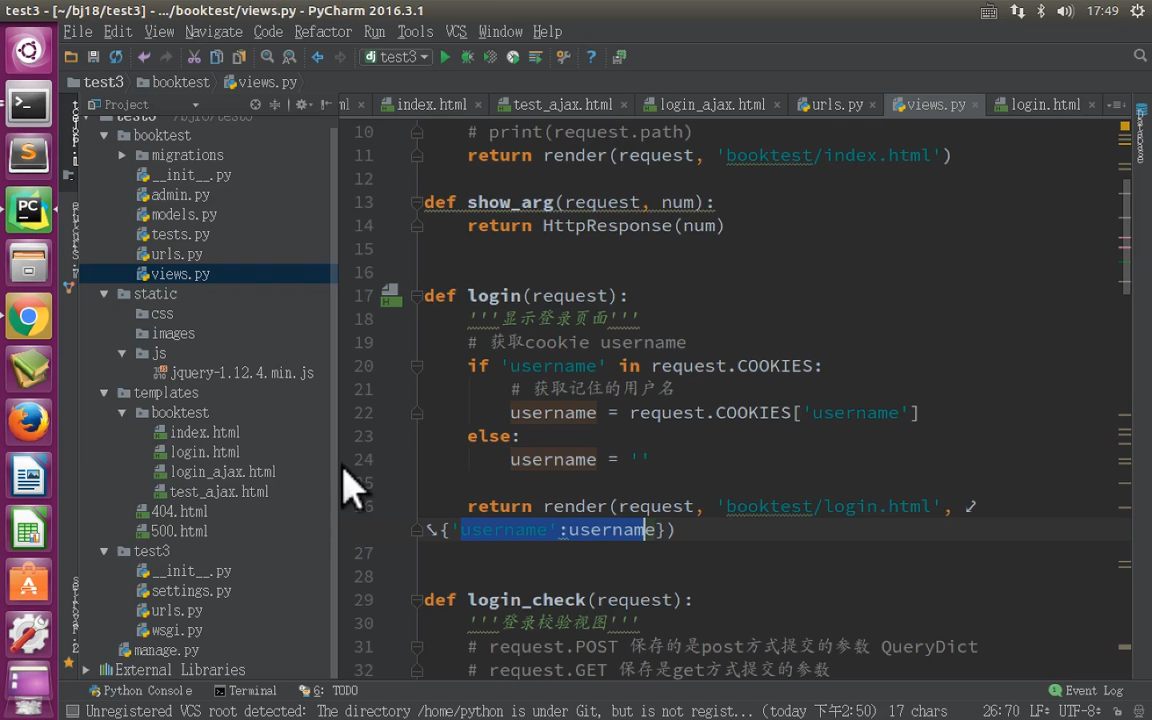 test3 - [~/bj18/test3] - .../booktest/views.py - PyCharm 2016.3.1
17:49
File Edit View Navigate Code Refactor Run Tools VCS Window Help
test3
test3 booktest views.py
Project
ml index.html test_ajax.html login_ajax.html urls.py views.py login.html
booktest
migrations
__init__.py
admin.py
models.py
tests.py
urls.py
views.py
static
css
images
js
jquery-1.12.4.min.js
templates
booktest
index.html
login.html
login_ajax.html
test_ajax.html
404.html
500.html
test3
__init__.py
settings.py
urls.py
wsgi.py
manage.py
External Libraries
10 # print(request.path)
11 return render(request, 'booktest/index.html')
12
13 def show_arg(request, num):
14 return HttpResponse(num)
15
16
17 def login(request):
18 '''显示登录页面'''
19 # 获取cookie username
20 if 'username' in request.COOKIES:
21 # 获取记住的用户名
22 username = request.COOKIES['username']
23 else:
24 username = ''
return render(request, 'booktest/login.html',
{'username':username})
27
28
29 def login_check(request):
30 '''登录校验视图'''
31 # request.POST 保存的是post方式提交的参数 QueryDict
32 # request.GET 保存是get方式提交的参数
Python Console Terminal 6: TODO Event Log
Unregistered VCS root detected: The directory /home/python is under Git, but is not regist... (today 下午2:50) 17 chars 26:70 LF÷ UTF-8÷